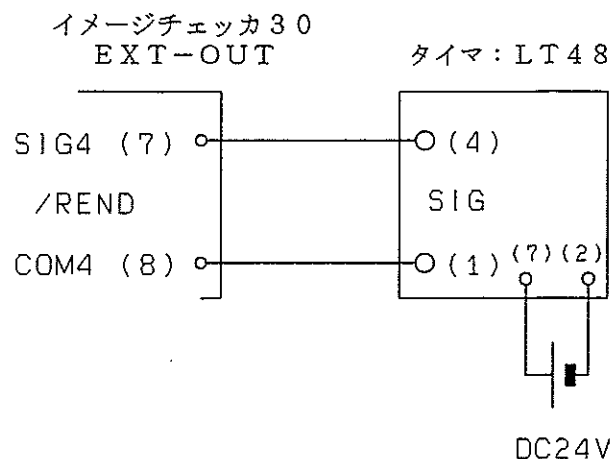 イメージチェッカ３０
EXT-OUT
タイマ：LT48
SIG4 (7)
(4)
/REND
SIG
COM4 (8)
(1)
(7)
(2)
DC24V